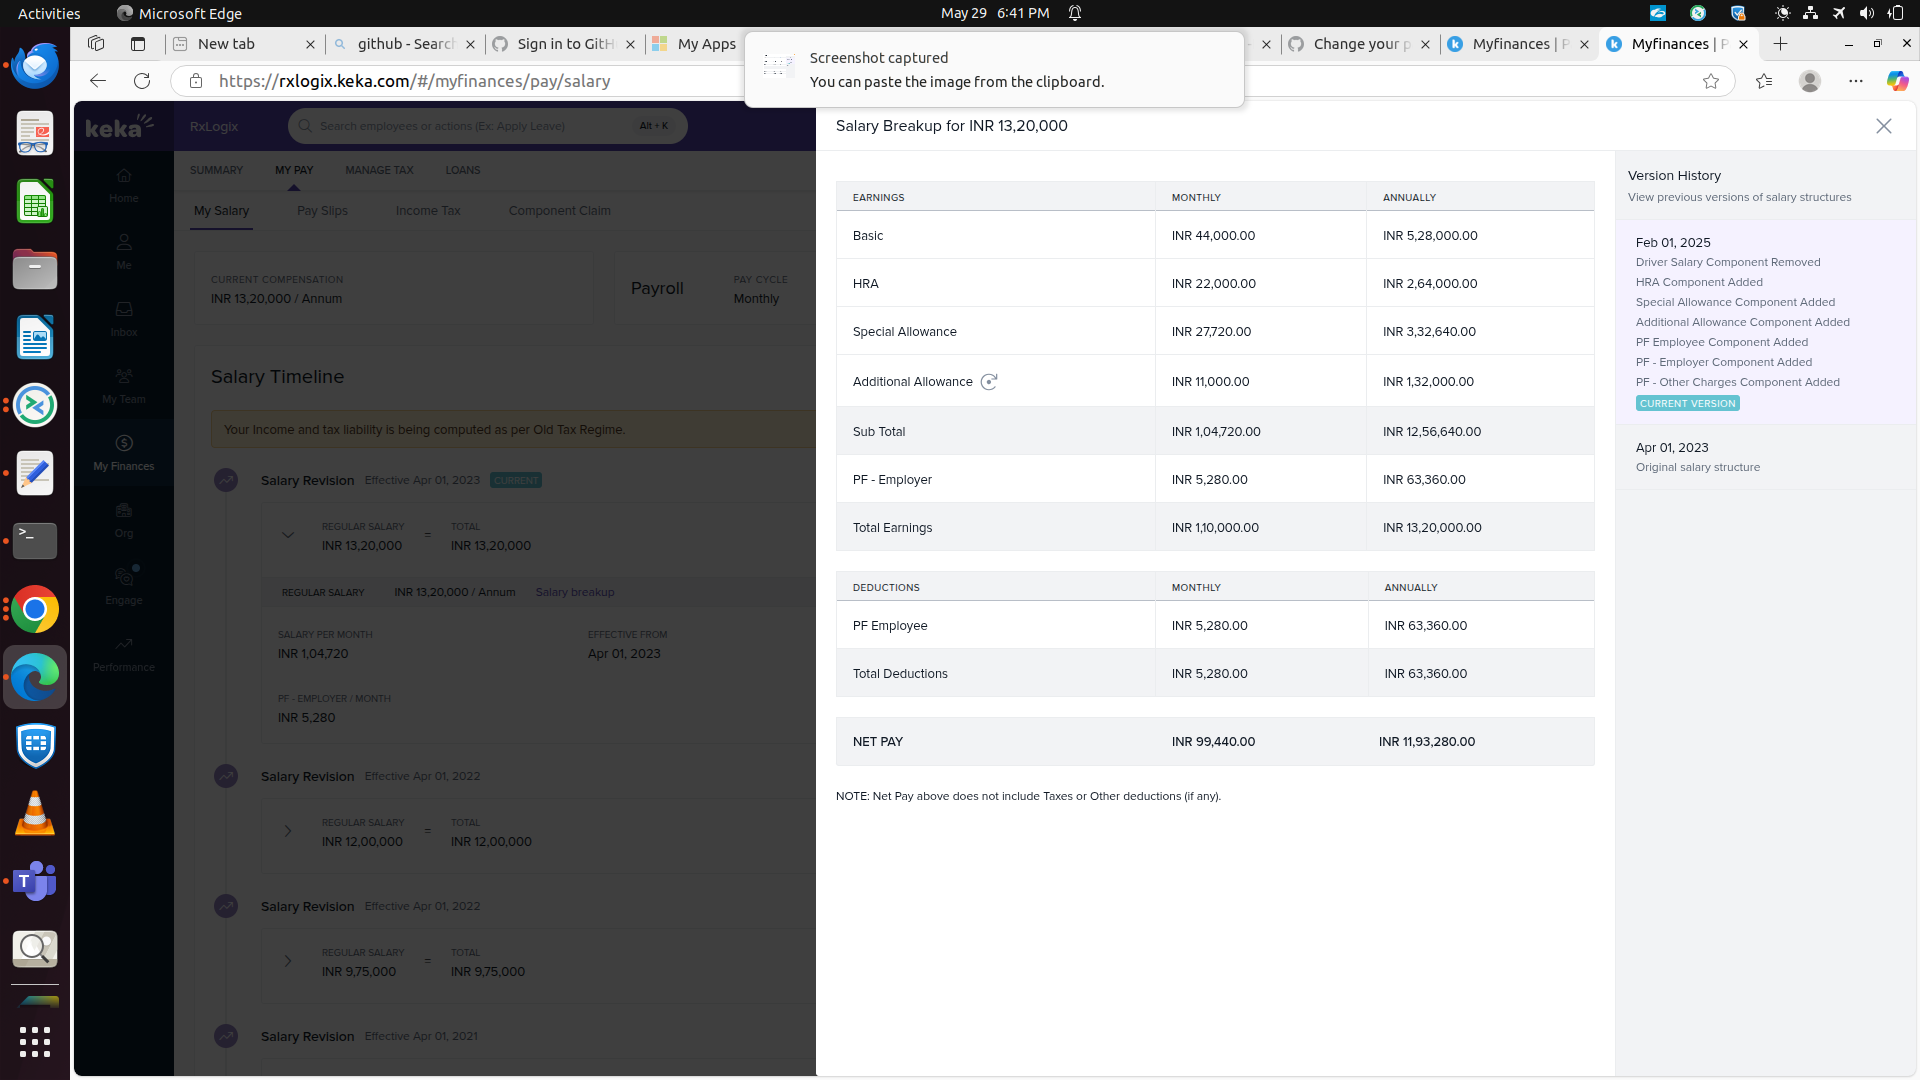 Activities Microsoft Edge May 29 6:41 PM
New tab github - Searc Sign in to GitH My Apps Change your p Myfinances | P Myfinances | P
Screenshot captured
You can paste the image from the clipboard.
https://rxlogix.keka.com/#/myfinances/pay/salary
keka RxLogix Search employees or actions (Ex: Apply Leave) Alt + K
Home
Me
Inbox
My Team
My Finances
Org
Engage
Performance
SUMMARY MY PAY MANAGE TAX LOANS
My Salary Pay Slips Income Tax Component Claim
CURRENT COMPENSATION
INR 13,20,000 / Annum
Payroll
PAY CYCLE
Monthly
Salary Timeline
Your Income and tax liability is being computed as per Old Tax Regime.
Salary Revision Effective Apr 01, 2023 CURRENT
REGULAR SALARY TOTAL
INR 13,20,000 = INR 13,20,000
REGULAR SALARY INR 13,20,000 / Annum Salary breakup
SALARY PER MONTH EFFECTIVE FROM
INR 1,04,720 Apr 01, 2023
PF - EMPLOYER / MONTH
INR 5,280
Salary Revision Effective Apr 01, 2022
REGULAR SALARY TOTAL
INR 12,00,000 = INR 12,00,000
Salary Revision Effective Apr 01, 2022
REGULAR SALARY TOTAL
INR 9,75,000 = INR 9,75,000
Salary Revision Effective Apr 01, 2021
Salary Breakup for INR 13,20,000
EARNINGS MONTHLY ANNUALLY
Basic INR 44,000.00 INR 5,28,000.00
HRA INR 22,000.00 INR 2,64,000.00
Special Allowance INR 27,720.00 INR 3,32,640.00
Additional Allowance INR 11,000.00 INR 1,32,000.00
Sub Total INR 1,04,720.00 INR 12,56,640.00
PF - Employer INR 5,280.00 INR 63,360.00
Total Earnings INR 1,10,000.00 INR 13,20,000.00
DEDUCTIONS MONTHLY ANNUALLY
PF Employee INR 5,280.00 INR 63,360.00
Total Deductions INR 5,280.00 INR 63,360.00
NET PAY INR 99,440.00 INR 11,93,280.00
NOTE: Net Pay above does not include Taxes or Other deductions (if any).
Version History
View previous versions of salary structures
Feb 01, 2025
Driver Salary Component Removed
HRA Component Added
Special Allowance Component Added
Additional Allowance Component Added
PF Employee Component Added
PF - Employer Component Added
PF - Other Charges Component Added
CURRENT VERSION
Apr 01, 2023
Original salary structure